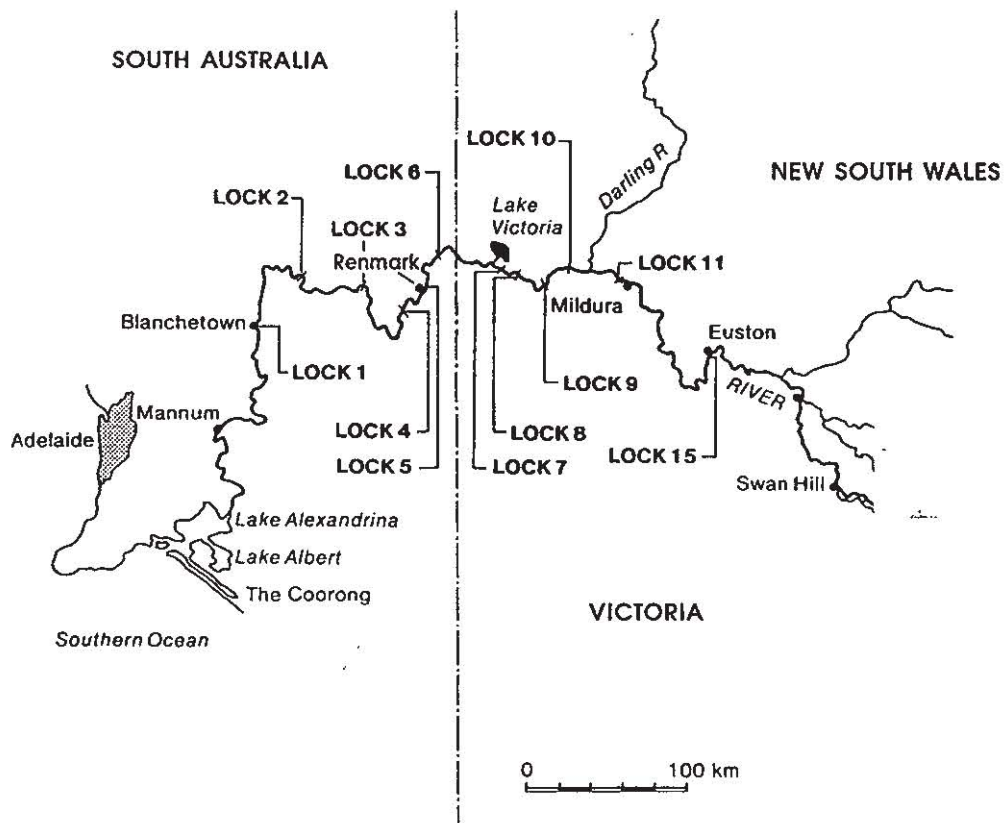 SOUTH AUSTRALIA
LOCK 10
Darling R
NEW SOUTH WALES
LOCK 6
LOCK 2
Lake
Victoria
LOCK 3
Renmark
LOCK 11
Mildura
Blanchetown
Euston
LOCK 1
LOCK 9
RIVER
Mannum
LOCK 4
LOCK 8
Adelaide
LOCK 5
LOCK 7
LOCK 15
Swan Hill
Lake Alexandrina
Lake Albert
The Coorong
VICTORIA
Southern Ocean
0 100 km